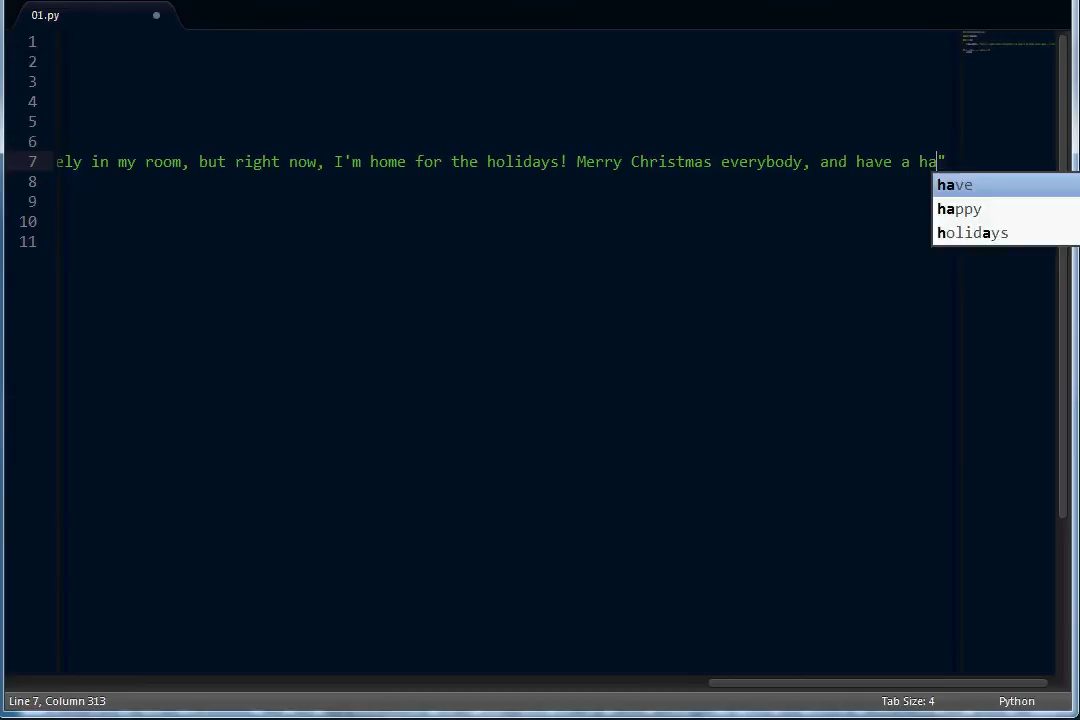 01.py
1
2
3
4
5
6
7 ely in my room, but right now, I'm home for the holidays! Merry Christmas everybody, and have a ha"
have
happy
holidays
8
9
10
11
Line 7, Column 313
Tab Size: 4
Python